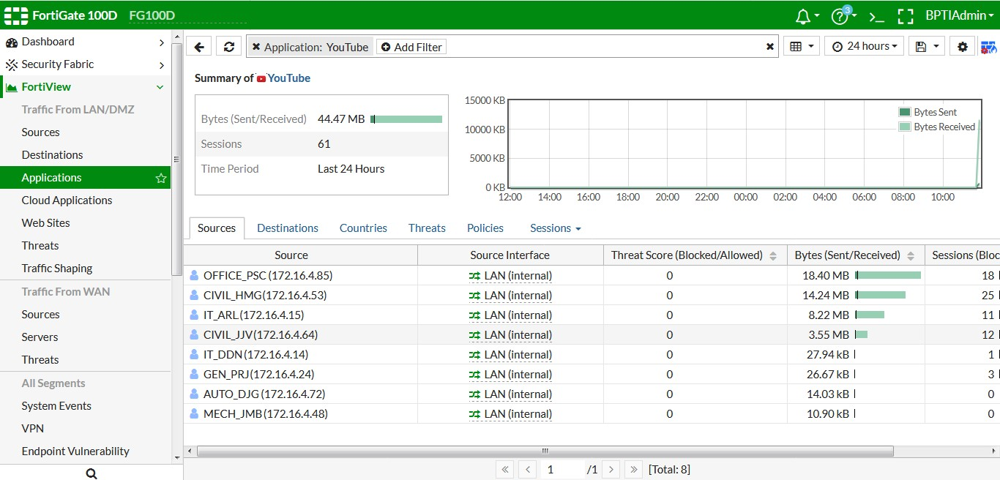 FortiGate 100D FG100D 3 >_ BPTIAdmin
Dashboard
Security Fabric
FortiView
Traffic From LAN/DMZ
Sources
Destinations
Applications
Cloud Applications
Web Sites
Threats
Traffic Shaping
Traffic From WAN
Sources
Servers
Threats
All Segments
System Events
VPN
Endpoint Vulnerability
Application: YouTube Add Filter 24 hours
Summary of YouTube
Bytes (Sent/Received) 44.47 MB
Sessions 61
Time Period Last 24 Hours
15000 KB
10000 KB
5000 KB
0 KB
Bytes Sent
Bytes Received
12:00 14:00 16:00 18:00 20:00 22:00 00:00 02:00 04:00 06:00 08:00 10:00
Sources Destinations Countries Threats Policies Sessions
Source Source Interface Threat Score (Blocked/Allowed) Bytes (Sent/Received) Sessions (Bloc
OFFICE_PSC (172.16.4.85) LAN (internal) 0 18.40 MB 18
CIVIL_HMG(172.16.4.53) LAN (internal) 0 14.24 MB 25
IT_ARL (172.16.4.15) LAN (internal) 0 8.22 MB 11
CIVIL_JJV(172.16.4.64) LAN (internal) 0 3.55 MB 12
IT_DDN (172.16.4.14) LAN (internal) 0 27.94 kB 1
GEN_PRJ(172.16.4.24) LAN (internal) 0 26.67 kB 3
AUTO_DJG (172.16.4.72) LAN (internal) 0 14.03 kB 0
MECH_JMB(172.16.4.48) LAN (internal) 0 10.90 kB 0
« < 1 /1 > » [Total: 8]